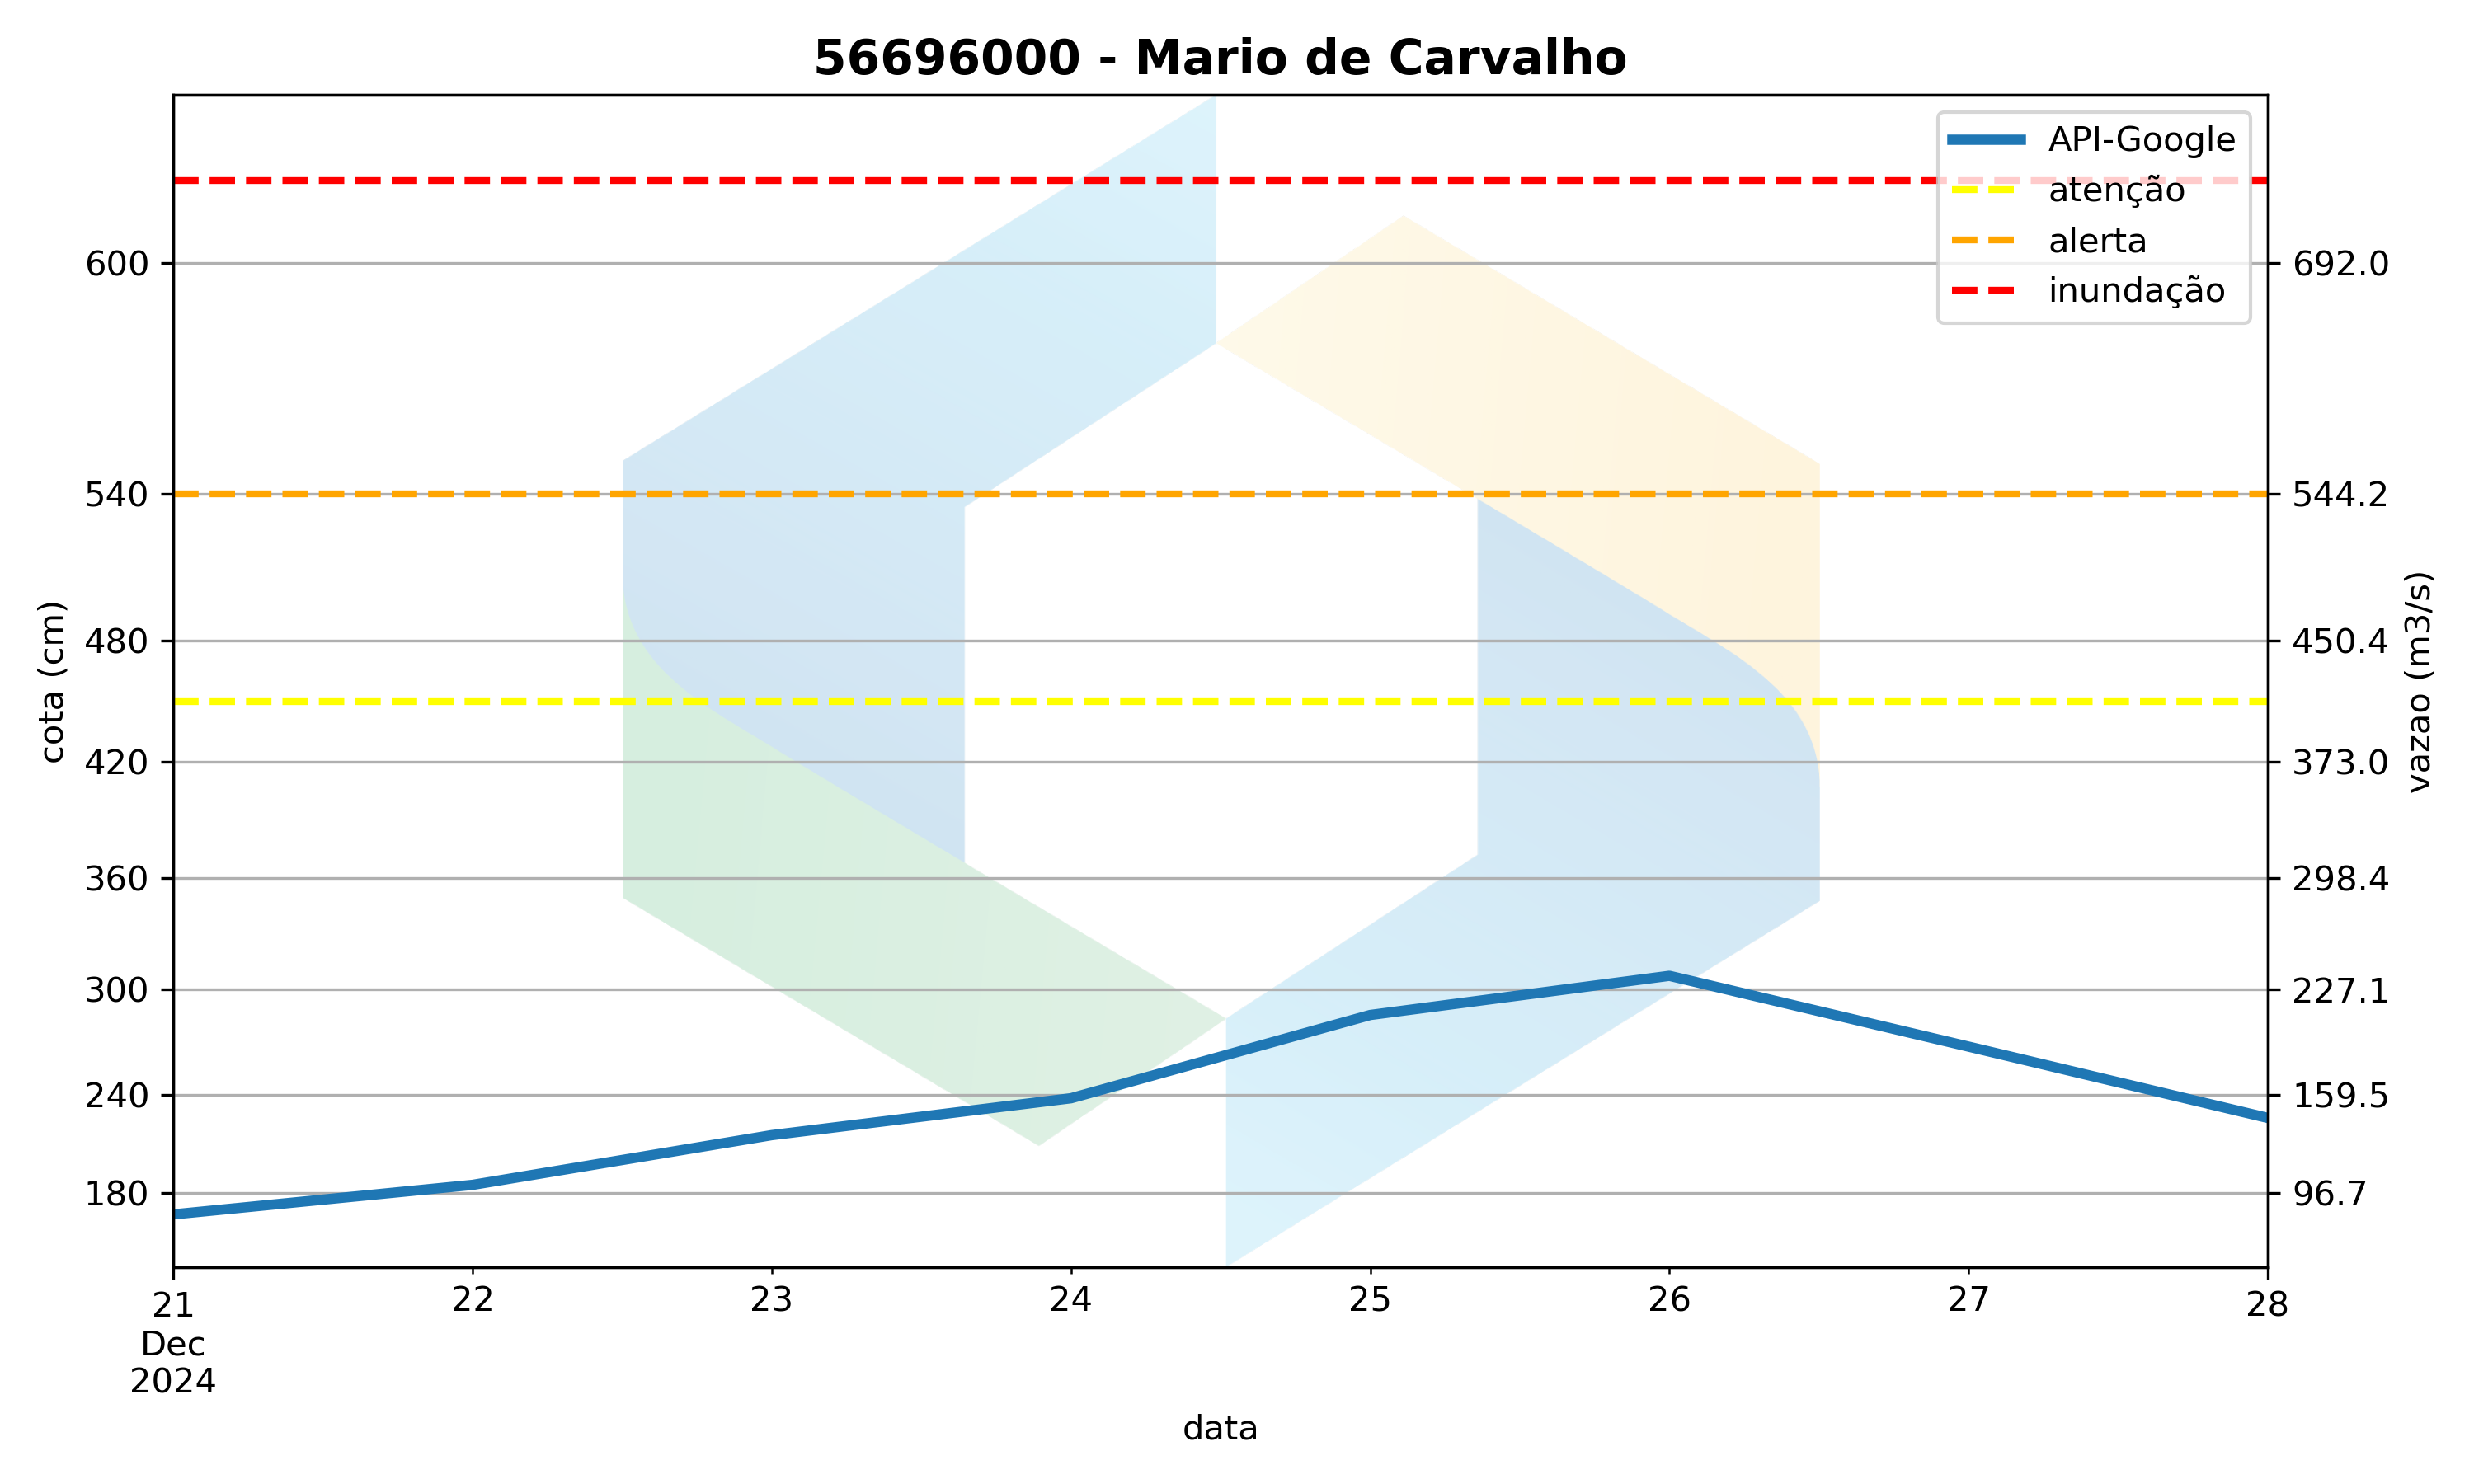 56696000 - Mario de Carvalho
API-Google
atenção
alerta
inundação
cota (cm)
600
540
480
420
360
300
240
180
692.0
544.2
450.4
373.0
298.4
227.1
159.5
96.7
vazao (m3/s)
21 22 23 24 25 26 27 28
Dec
2024
data